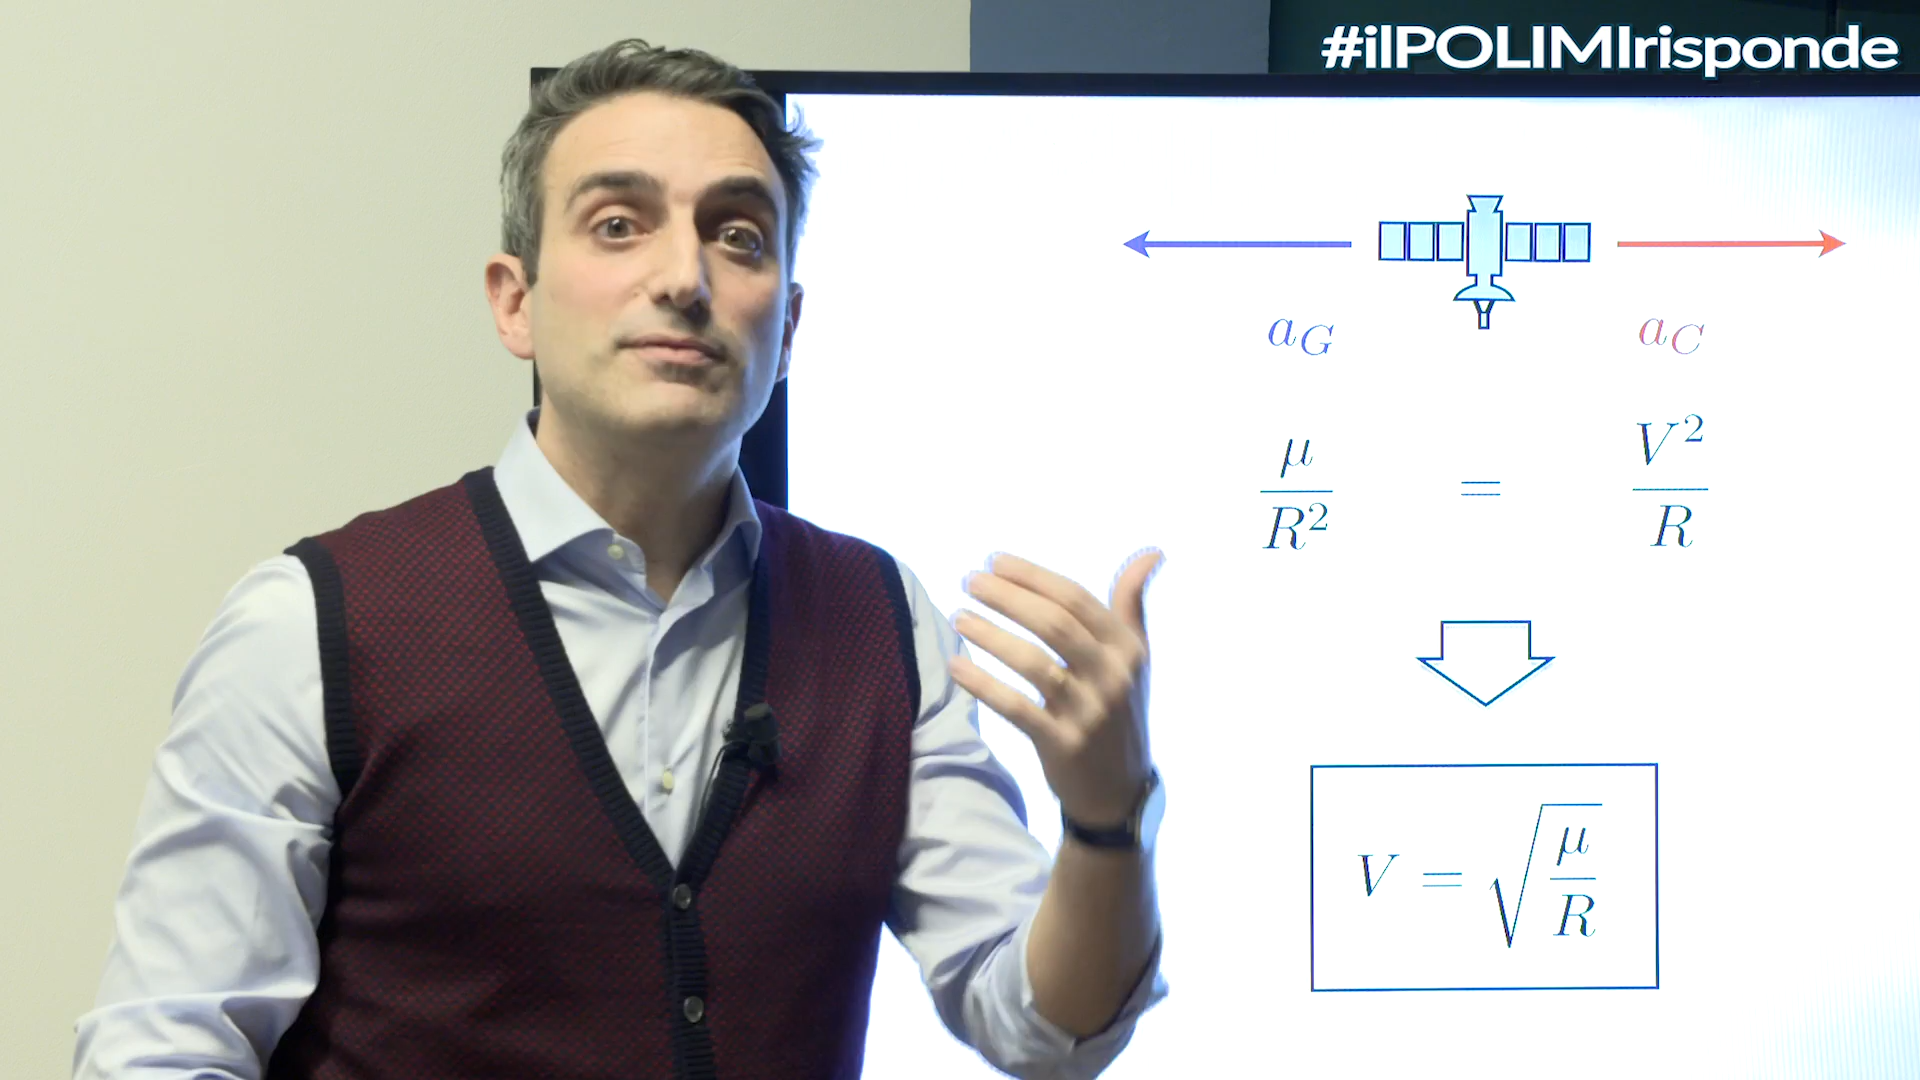 #ilPOLIMIrisponde
a_G a_C
μ/R² = V²/R
V = √(μ/R)